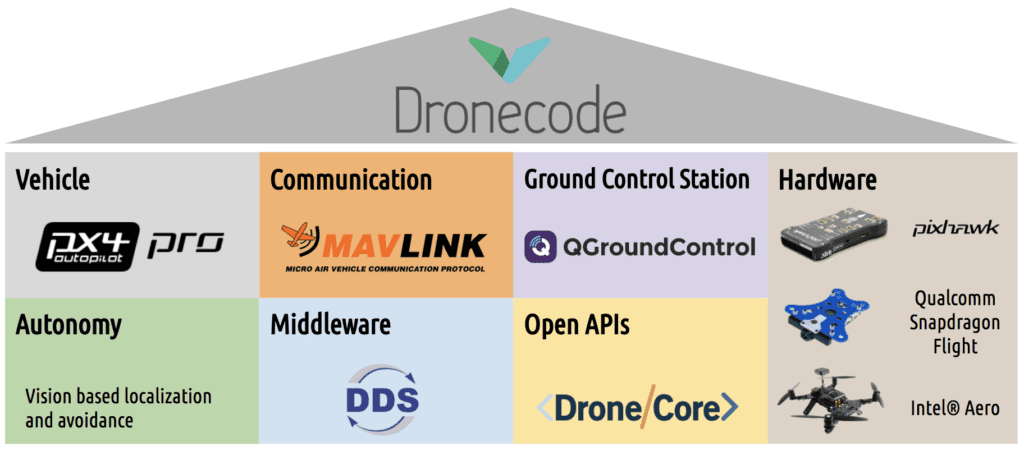 Dronecode
Vehicle
px4
autopilot
pro
Communication
MAVLINK
MICRO AIR VEHICLE COMMUNICATION PROTOCOL
Ground Control Station
QGroundControl
Hardware
pixhawk
Qualcomm
Snapdragon
Flight
Intel® Aero
Autonomy
Vision based localization
and avoidance
Middleware
DDS
Open APIs
<Drone/Core>